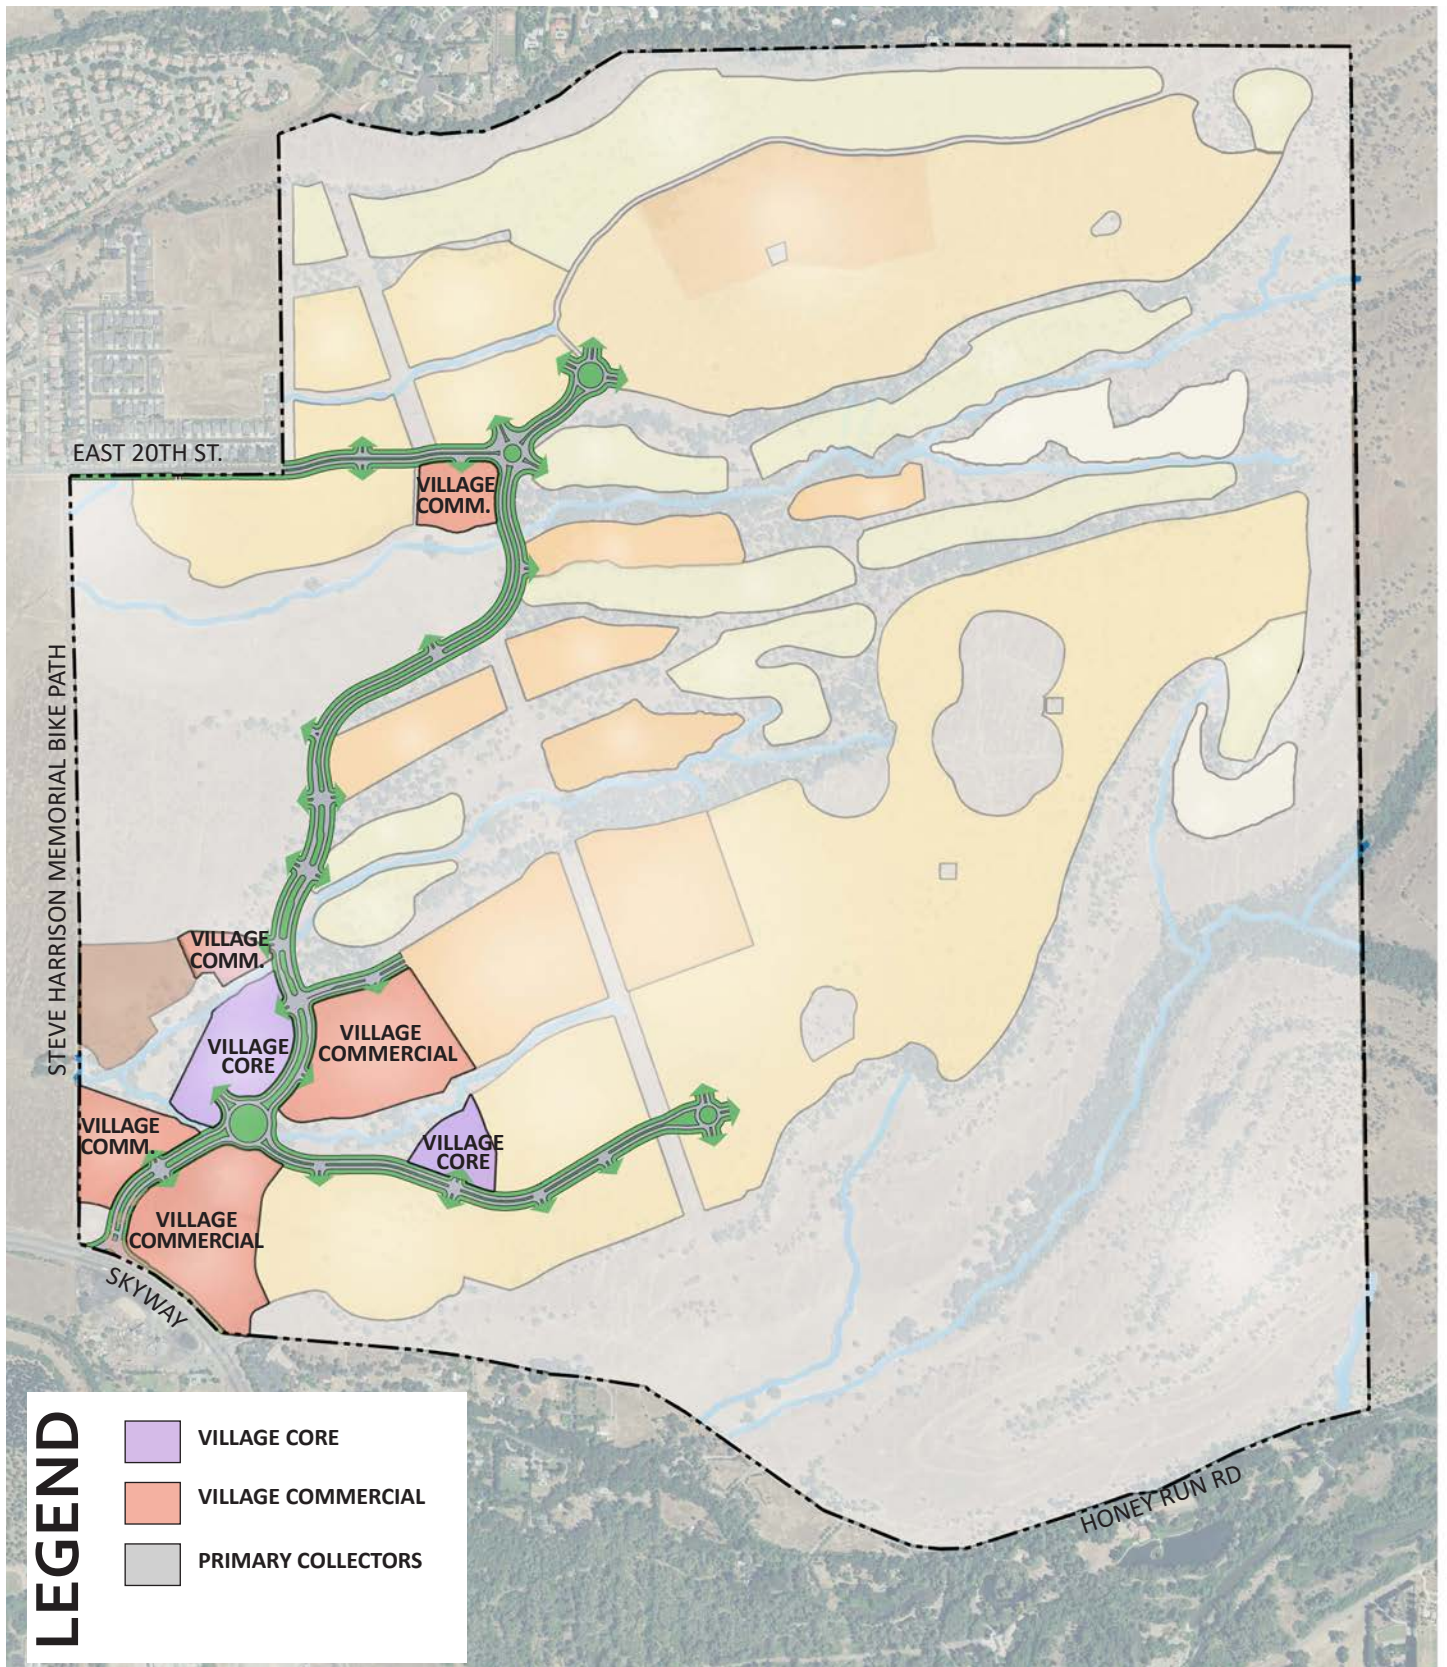 EAST 20TH ST.
VILLAGE
COMM.
STEVE HARRISON MEMORIAL BIKE PATH
VILLAGE
COMM.
VILLAGE
COMMERCIAL
VILLAGE
CORE
VILLAGE
COMM.
VILLAGE
CORE
VILLAGE
COMMERCIAL
SKYWAY
HONEY RUN RD
LEGEND
VILLAGE CORE
VILLAGE COMMERCIAL
PRIMARY COLLECTORS